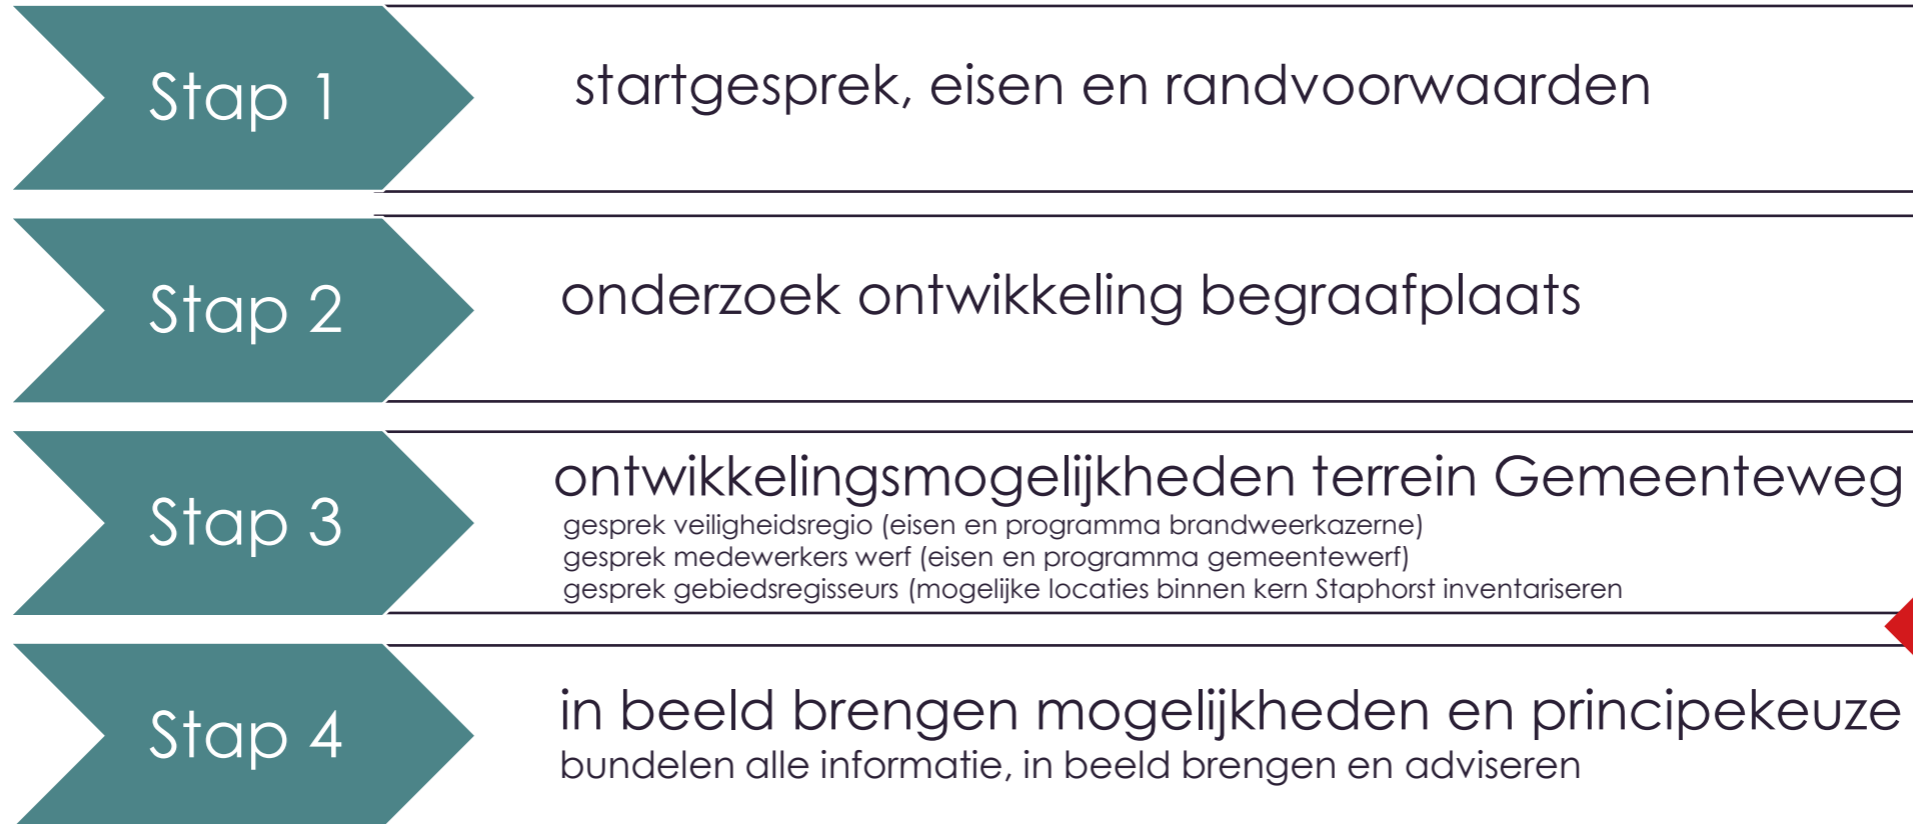 Stap 1
startgesprek, eisen en randvoorwaarden
Stap 2
onderzoek ontwikkeling begraafplaats
Stap 3
ontwikkelingsmogelijkheden terrein Gemeenteweg
gesprek veiligheidsregio (eisen en programma brandweerkazerne)
gesprek medewerkers werf (eisen en programma gemeentewerf)
gesprek gebiedsregisseurs (mogelijke locaties binnen kern Staphorst inventariseren
Stap 4
in beeld brengen mogelijkheden en principekeuze
bundelen alle informatie, in beeld brengen en adviseren